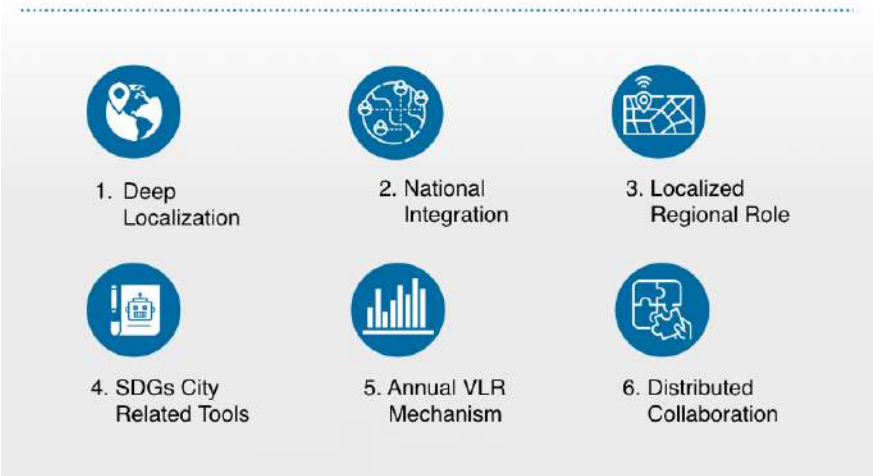 1. Deep
Localization
2. National
Integration
3. Localized
Regional Role
4. SDGs City
Related Tools
5. Annual VLR
Mechanism
6. Distributed
Collaboration